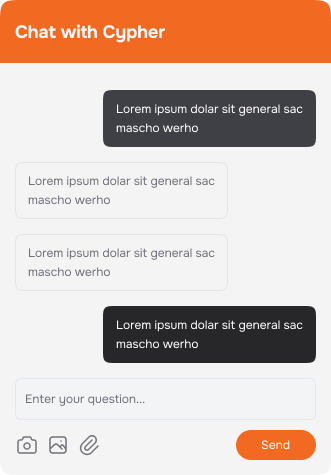 Chat with Cypher
Lorem ipsum dolar sit general sac
mascho werho
Lorem ipsum dolar sit general sac
mascho werho
Lorem ipsum dolar sit general sac
mascho werho
Lorem ipsum dolar sit general sac
mascho werho
Enter your question...
Send